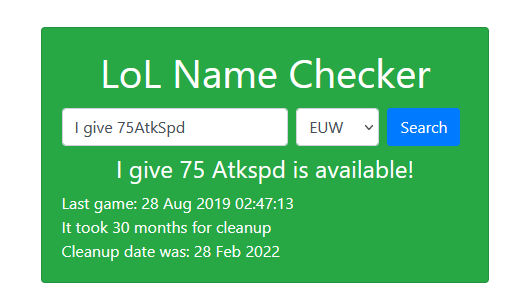 LoL Name Checker
I give 75AtkSpd EUW Search
I give 75 Atkspd is available!
Last game: 28 Aug 2019 02:47:13
It took 30 months for cleanup
Cleanup date was: 28 Feb 2022